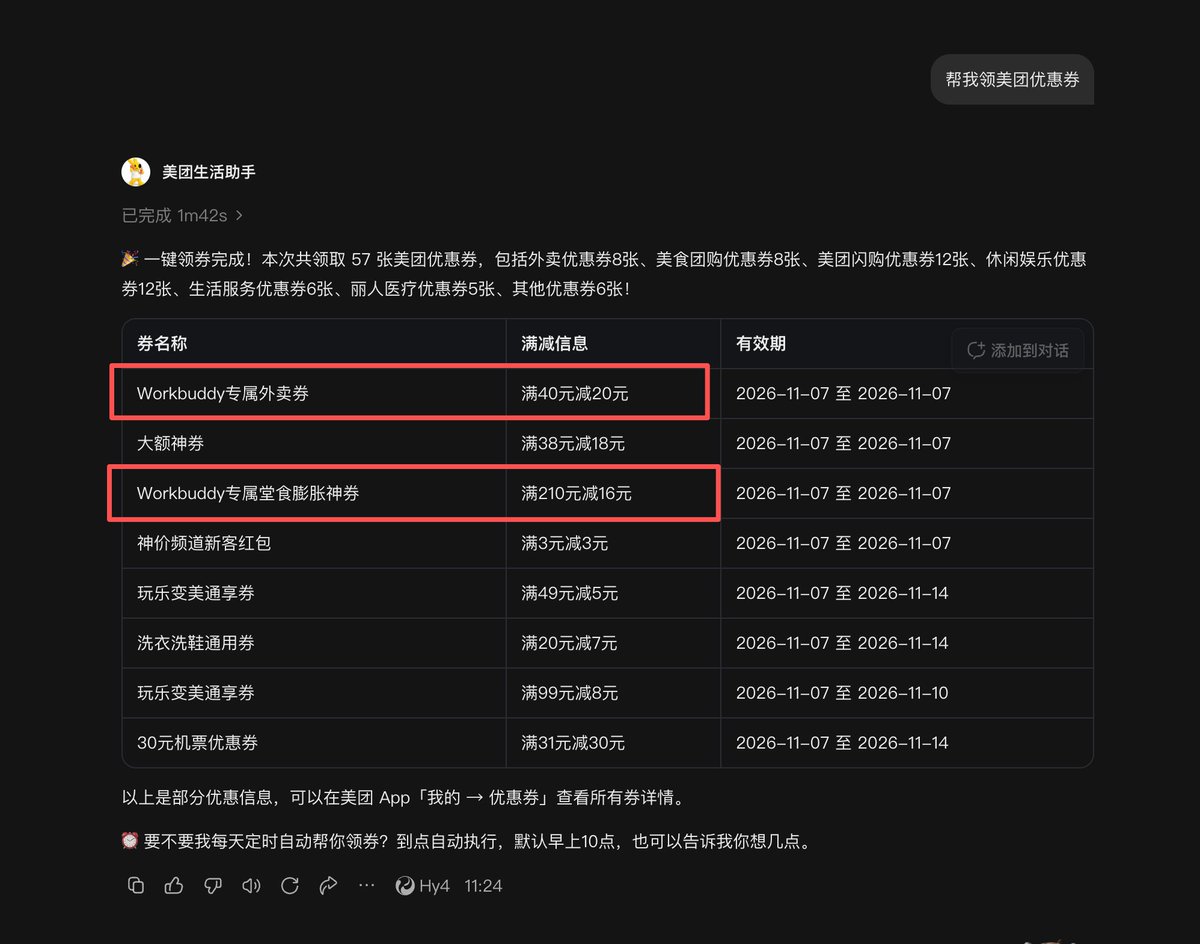 帮我领美团优惠券
美团生活助手
已完成 1m42s >
🎉 一键领券完成！本次共领取 57 张美团优惠券，包括外卖优惠券8张、美食团购优惠券8张、美团闪购优惠券12张、休闲娱乐优惠
券12张、生活服务优惠券6张、丽人医疗优惠券5张、其他优惠券6张！
券名称 满减信息 有效期 添加到对话
Workbuddy专属外卖券 满40元减20元 2026-11-07 至 2026-11-07
大额神券 满38元减18元 2026-11-07 至 2026-11-07
Workbuddy专属堂食膨胀神券 满210元减16元 2026-11-07 至 2026-11-07
神价频道新客红包 满3元减3元 2026-11-07 至 2026-11-07
玩乐变美通享券 满49元减5元 2026-11-07 至 2026-11-14
洗衣洗鞋通用券 满20元减7元 2026-11-07 至 2026-11-14
玩乐变美通享券 满99元减8元 2026-11-07 至 2026-11-10
30元机票优惠券 满31元减30元 2026-11-07 至 2026-11-14
以上是部分优惠信息，可以在美团 App「我的 → 优惠券」查看所有券详情。
⏰ 要不要我每天定时自动帮你领券？到点自动执行，默认早上10点，也可以告诉我你想几点。
Hy4 11:24